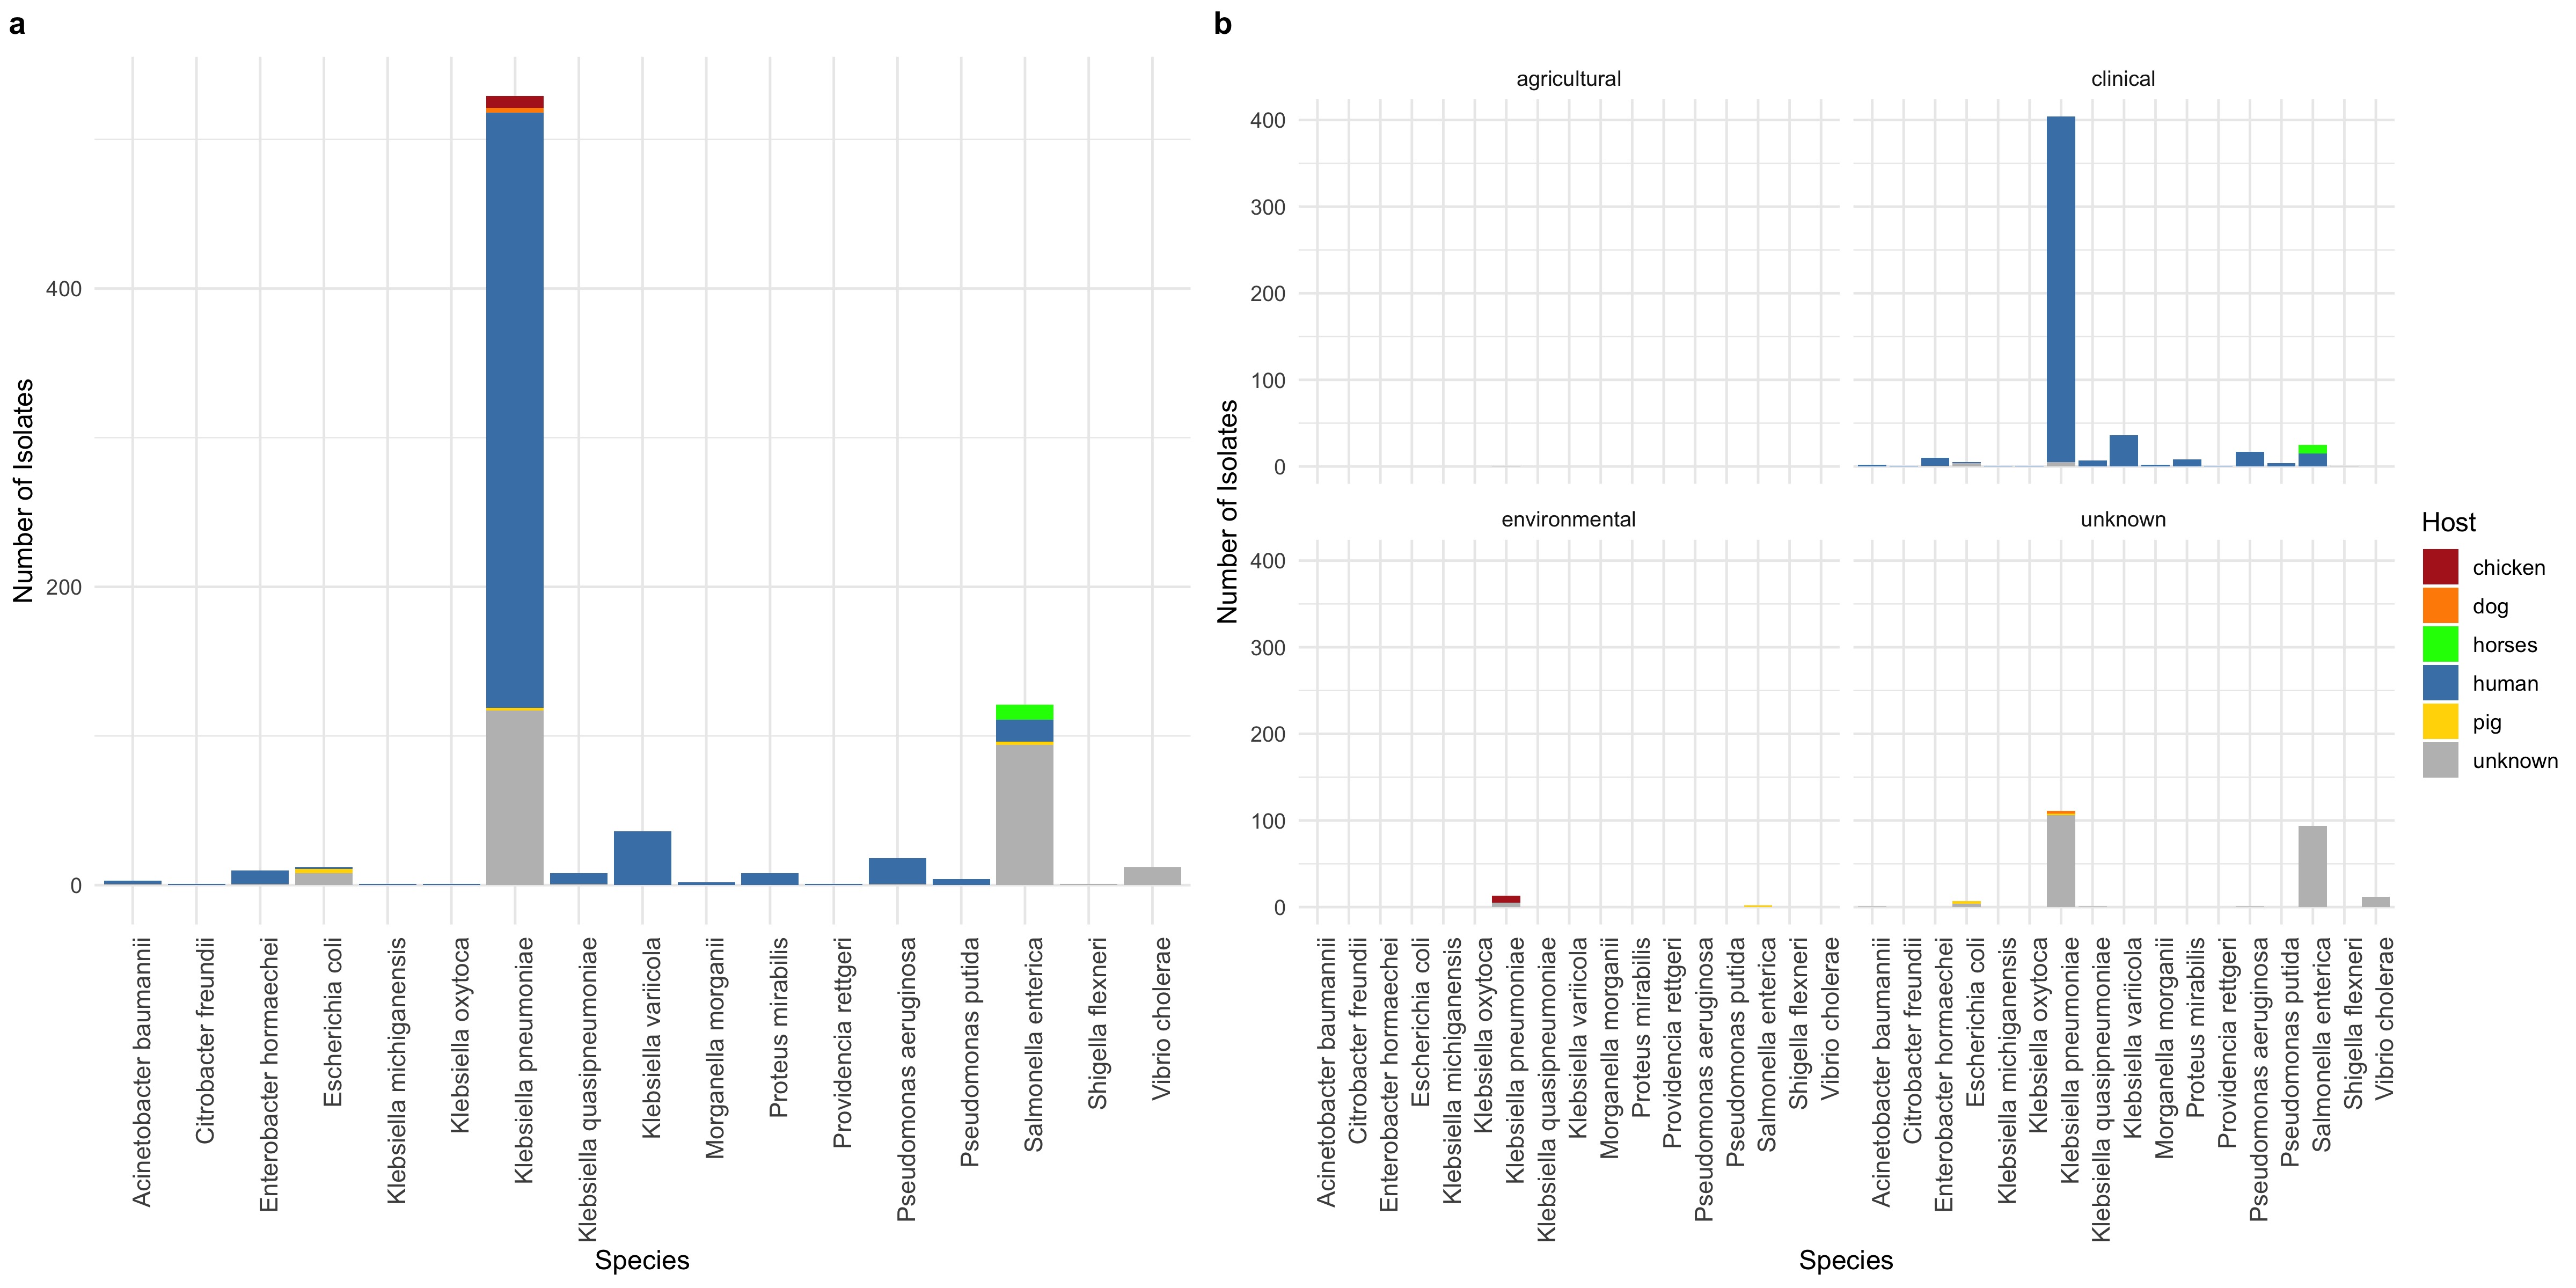 a
Number of Isolates
400
200
0
Acinetobacter baumannii
Citrobacter freundii
Enterobacter hormaechei
Escherichia coli
Klebsiella michiganensis
Klebsiella oxytoca
Klebsiella pneumoniae
Klebsiella quasipneumoniae
Klebsiella variicola
Morganella morganii
Proteus mirabilis
Providencia rettgeri
Pseudomonas aeruginosa
Pseudomonas putida
Salmonella enterica
Shigella flexneri
Vibrio cholerae
Species
b
Number of Isolates
agricultural
clinical
400
300
200
100
0
environmental
unknown
400
300
200
100
0
Acinetobacter baumannii
Citrobacter freundii
Enterobacter hormaechei
Escherichia coli
Klebsiella michiganensis
Klebsiella oxytoca
Klebsiella pneumoniae
Klebsiella quasipneumoniae
Klebsiella variicola
Morganella morganii
Proteus mirabilis
Providencia rettgeri
Pseudomonas aeruginosa
Pseudomonas putida
Salmonella enterica
Shigella flexneri
Vibrio cholerae
Acinetobacter baumannii
Citrobacter freundii
Enterobacter hormaechei
Escherichia coli
Klebsiella michiganensis
Klebsiella oxytoca
Klebsiella pneumoniae
Klebsiella quasipneumoniae
Klebsiella variicola
Morganella morganii
Proteus mirabilis
Providencia rettgeri
Pseudomonas aeruginosa
Pseudomonas putida
Salmonella enterica
Shigella flexneri
Vibrio cholerae
Species
Host
chicken
dog
horses
human
pig
unknown